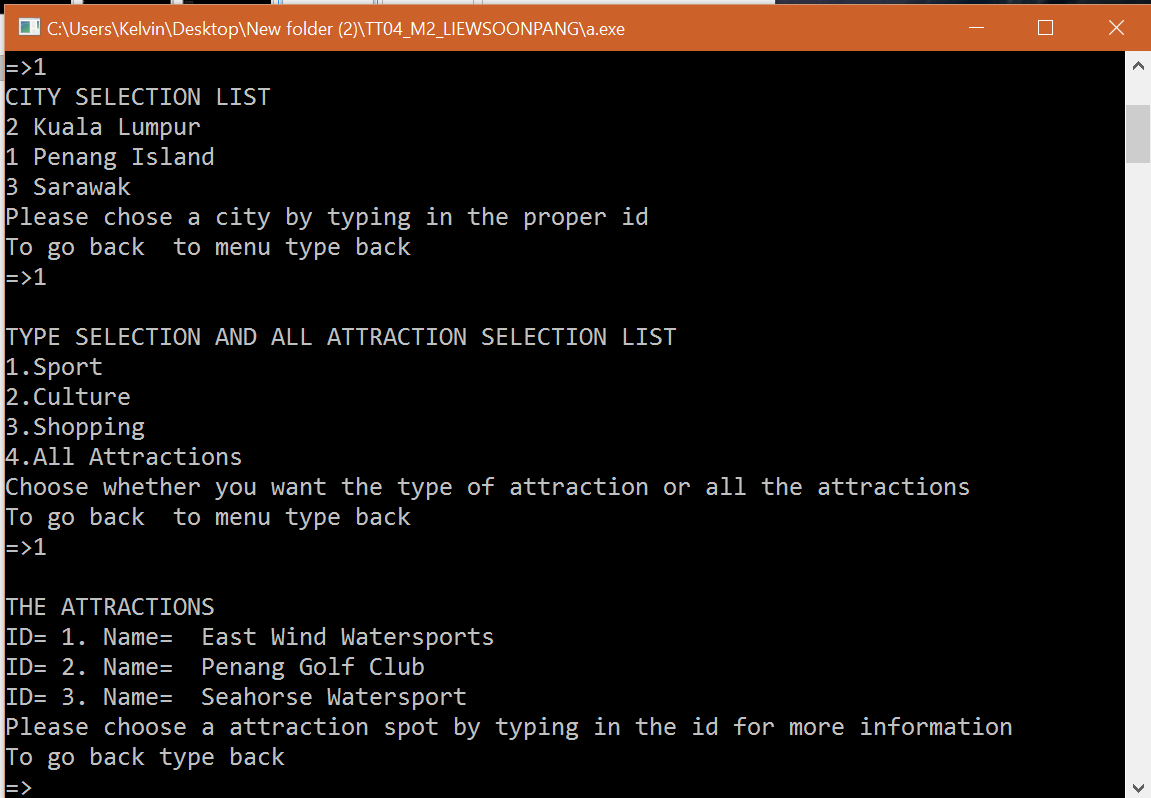 C:\Users\Kelvin\Desktop\New folder (2)\TT04_M2_LIEWSOONPANG\a.exe
=>1
CITY SELECTION LIST
2 Kuala Lumpur
1 Penang Island
3 Sarawak
Please chose a city by typing in the proper id
To go back  to menu type back
=>1
TYPE SELECTION AND ALL ATTRACTION SELECTION LIST
1.Sport
2.Culture
3.Shopping
4.All Attractions
Choose whether you want the type of attraction or all the attractions
To go back  to menu type back
=>1
THE ATTRACTIONS
ID= 1. Name=  East Wind Watersports
ID= 2. Name=  Penang Golf Club
ID= 3. Name=  Seahorse Watersport
Please choose a attraction spot by typing in the id for more information
To go back type back
=>